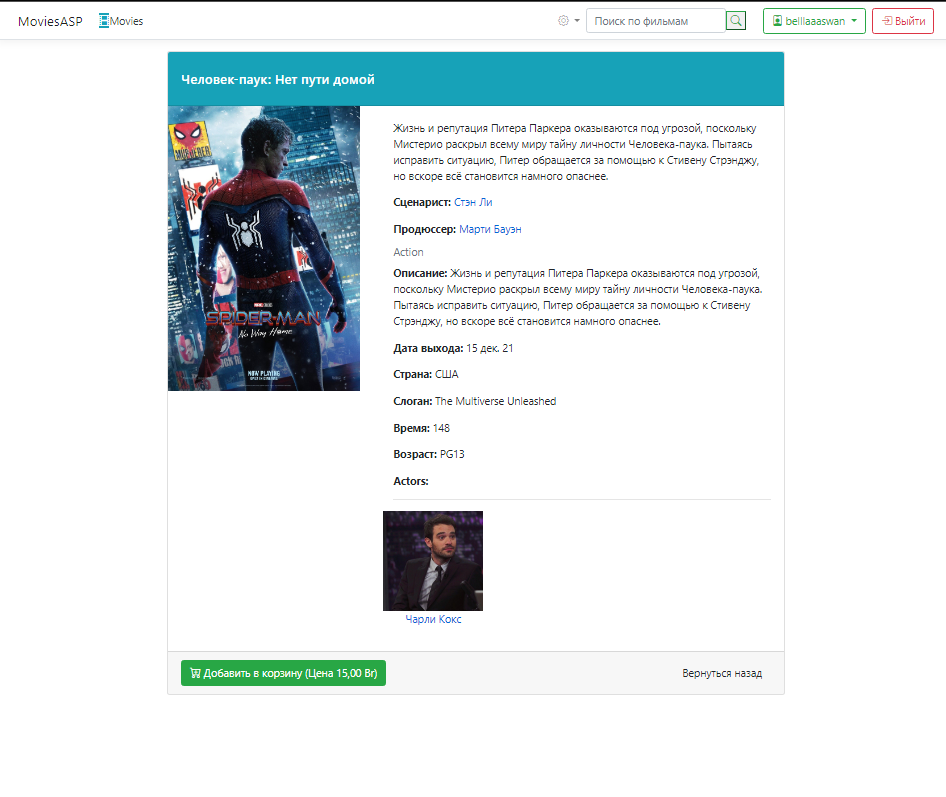 MoviesASP Movies Поиск по фильмам belllaaaswan Выйти
Человек-паук: Нет пути домой
MURDERER
SPIDER-MAN
No Way Home
NOW PLAYING
Жизнь и репутация Питера Паркера оказываются под угрозой, поскольку
Мистерио раскрыл всему миру тайну личности Человека-паука. Пытаясь
исправить ситуацию, Питер обращается за помощью к Стивену Стрэнджу,
но вскоре всё становится намного опаснее.
Сценарист: Стэн Ли
Продюссер: Марти Бауэн
Action
Описание: Жизнь и репутация Питера Паркера оказываются под угрозой,
поскольку Мистерио раскрыл всему миру тайну личности Человека-паука.
Пытаясь исправить ситуацию, Питер обращается за помощью к Стивену
Стрэнджу, но вскоре всё становится намного опаснее.
Дата выхода: 15 дек. 21
Страна: США
Слоган: The Multiverse Unleashed
Время: 148
Возраст: PG13
Actors:
Чарли Кокс
Добавить в корзину (Цена 15,00 Br) Вернуться назад